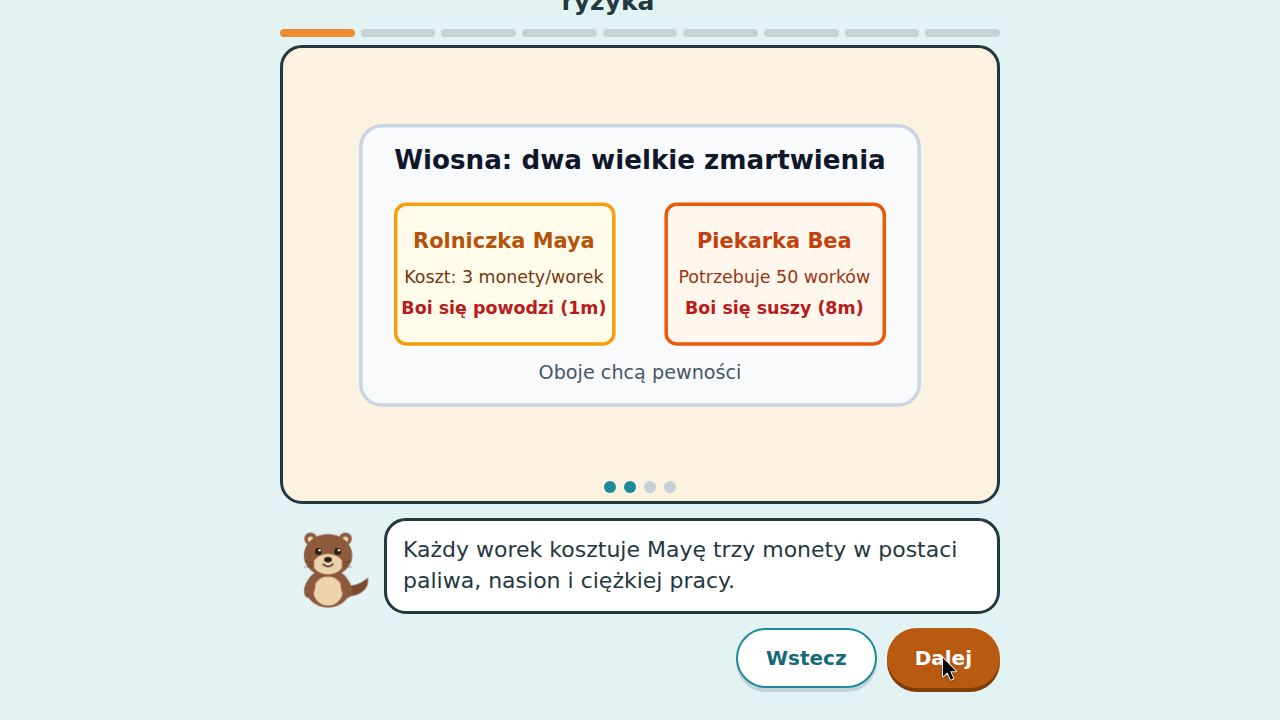 ryzyka
Wiosna: dwa wielkie zmartwienia
Rolniczka Maya
Koszt: 3 monety/worek
Boi się powodzi (1m)
Piekarka Bea
Potrzebuje 50 worków
Boi się suszy (8m)
Oboje chcą pewności
Każdy worek kosztuje Mayę trzy monety w postaci
paliwa, nasion i ciężkiej pracy.
Wstecz
Dalej